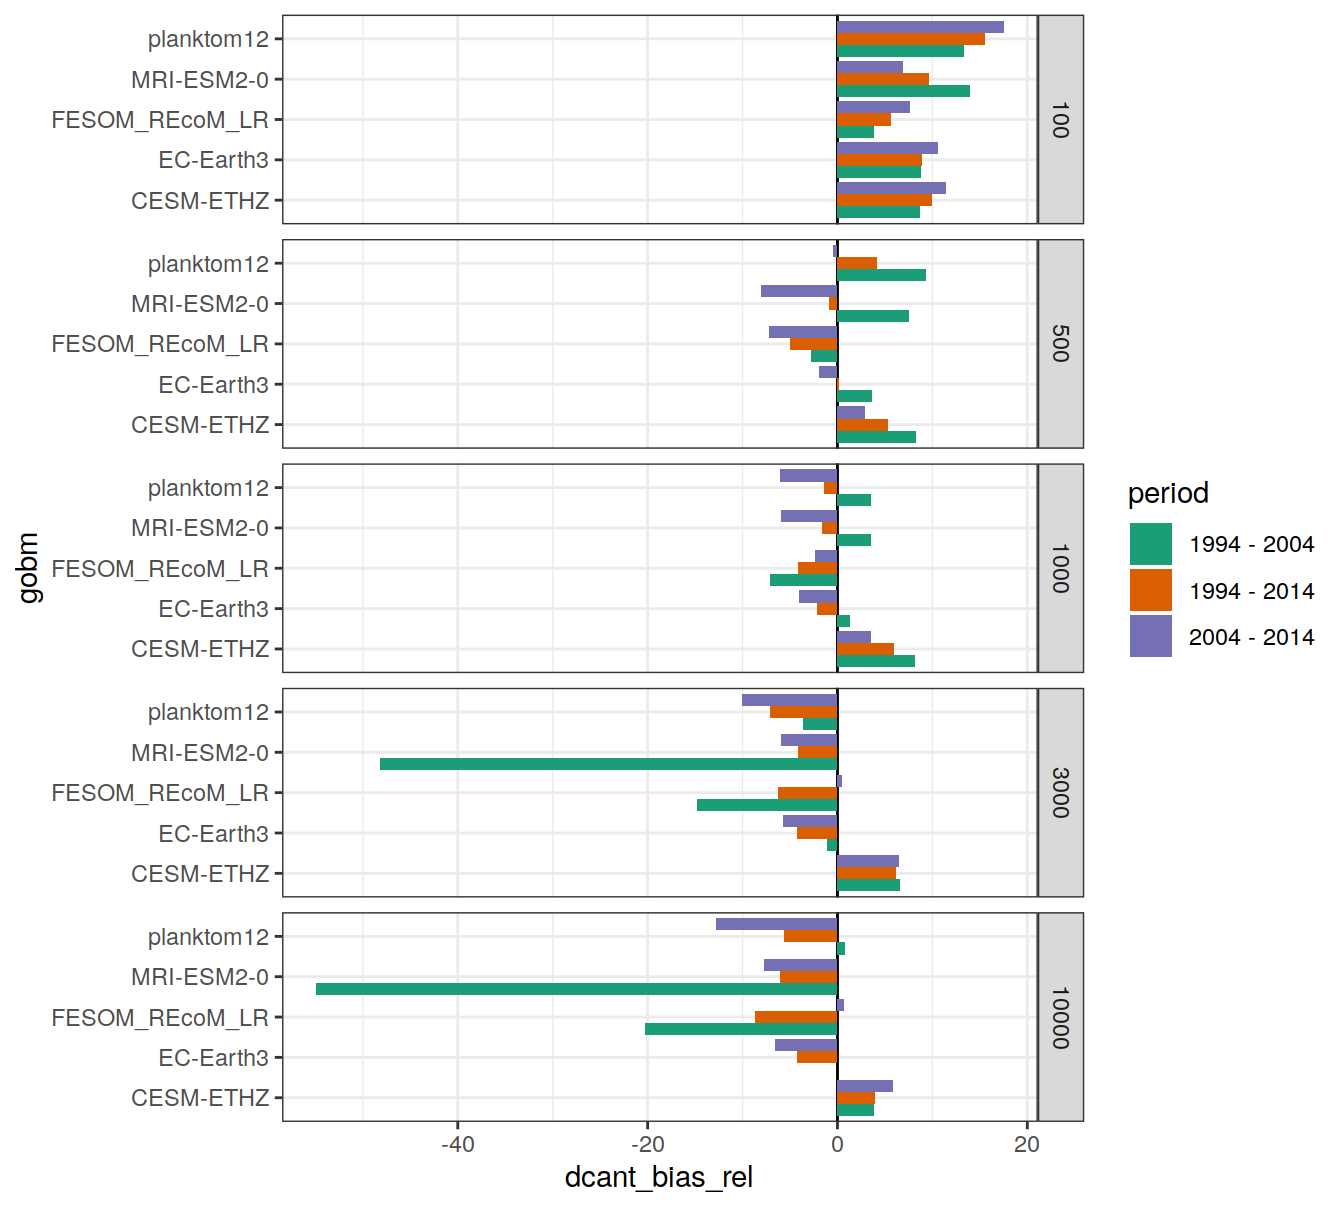 planktom12
MRI-ESM2-0
FESOM_REcoM_LR
EC-Earth3
CESM-ETHZ
100
planktom12
MRI-ESM2-0
FESOM_REcoM_LR
EC-Earth3
CESM-ETHZ
500
planktom12
MRI-ESM2-0
FESOM_REcoM_LR
EC-Earth3
CESM-ETHZ
1000
planktom12
MRI-ESM2-0
FESOM_REcoM_LR
EC-Earth3
CESM-ETHZ
3000
planktom12
MRI-ESM2-0
FESOM_REcoM_LR
EC-Earth3
CESM-ETHZ
10000
-40 -20 0 20
dcant_bias_rel
gobm
period
1994 - 2004
1994 - 2014
2004 - 2014